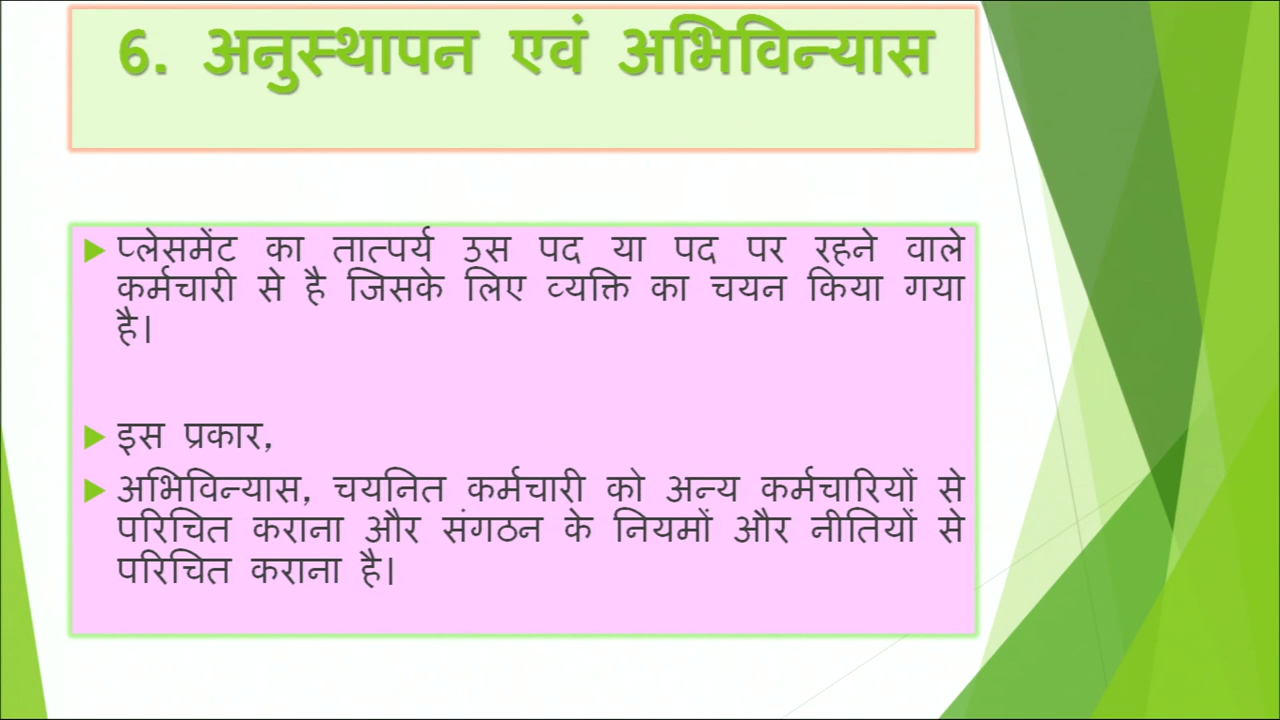 6. अनुस्थापन एवं अभिविन्यास
प्लेसमेंट का तात्पर्य उस पद या पद पर रहने वाले
कर्मचारी से है जिसके लिए व्यक्ति का चयन किया गया
है।
इस प्रकार,
अभिविन्यास, चयनित कर्मचारी को अन्य कर्मचारियों से
परिचित कराना और संगठन के नियमों और नीतियों से
परिचित कराना है।